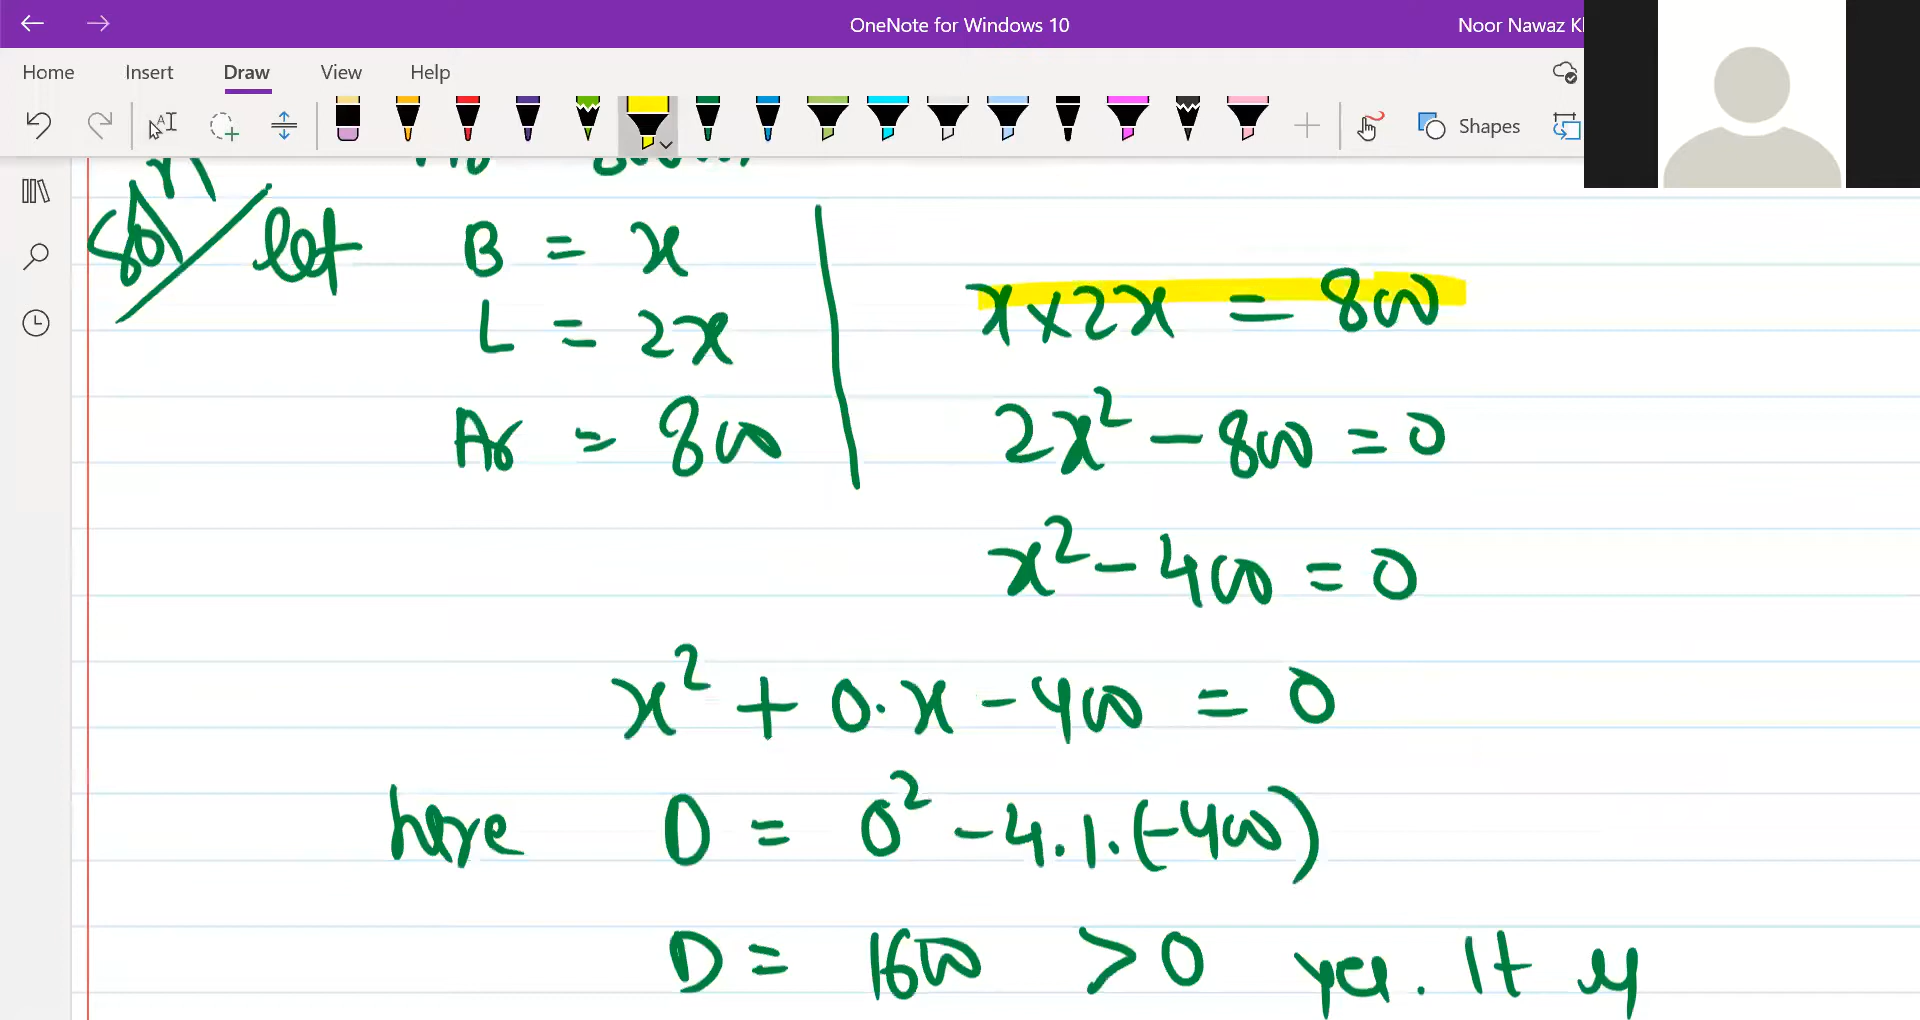 OneNote for Windows 10
Noor Nawaz Kh
Home Insert Draw View Help
Shapes
Sol / let B = x
L = 2x
Ar = 800
x×2x = 800
2x² - 800 = 0
x² - 400 = 0
x² + 0.x - 400 = 0
here D = 0² - 4.1.(-400)
D = 1600 > 0 yes. It is